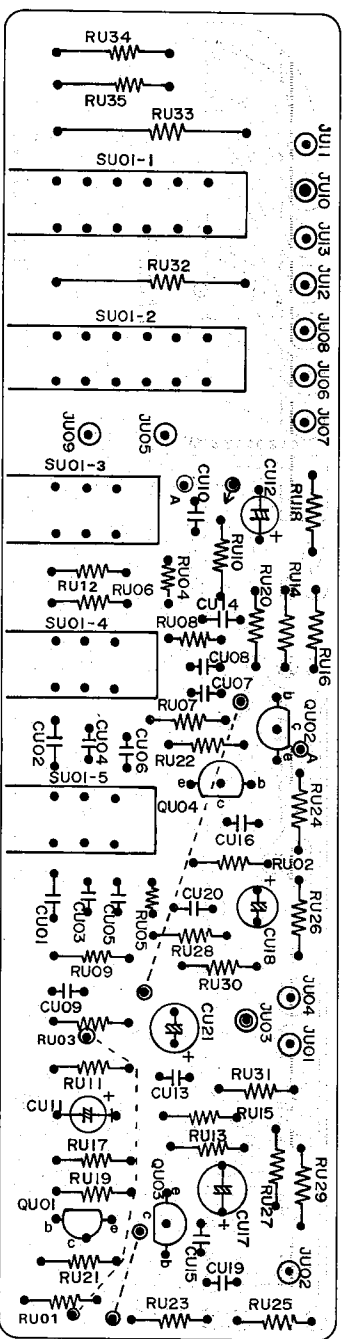 RU34
RU35
RU33
JU11
SU01-1
JU10
JU13
RU32
JU12
SU01-2
JU08
JU06
JU07
JU09
JU05
SU01-3
A
CU10
CU12
+
RU18
RU10
RU04
RU12
RU06
CU14
RU20
RU14
RU16
SU01-4
RU08
CU08
CU07
b
QU02
c
e
A
RU07
CU02
CU04
CU06
RU22
SU01-5
e
b
c
QU04
RU24
CU16
RU02
CU01
CU03
CU05
RU05
CU20
+
CU18
RU26
RU28
RU09
RU30
CU09
JU04
RU03
CU21
+
JU03
JU01
RU11
CU13
RU31
CU11
+
RU15
RU17
RU13
RU19
QU01
b
e
c
QU03
e
c
b
CU17
+
RU27
RU29
CU15
RU21
CU19
JU02
RU01
RU23
RU25